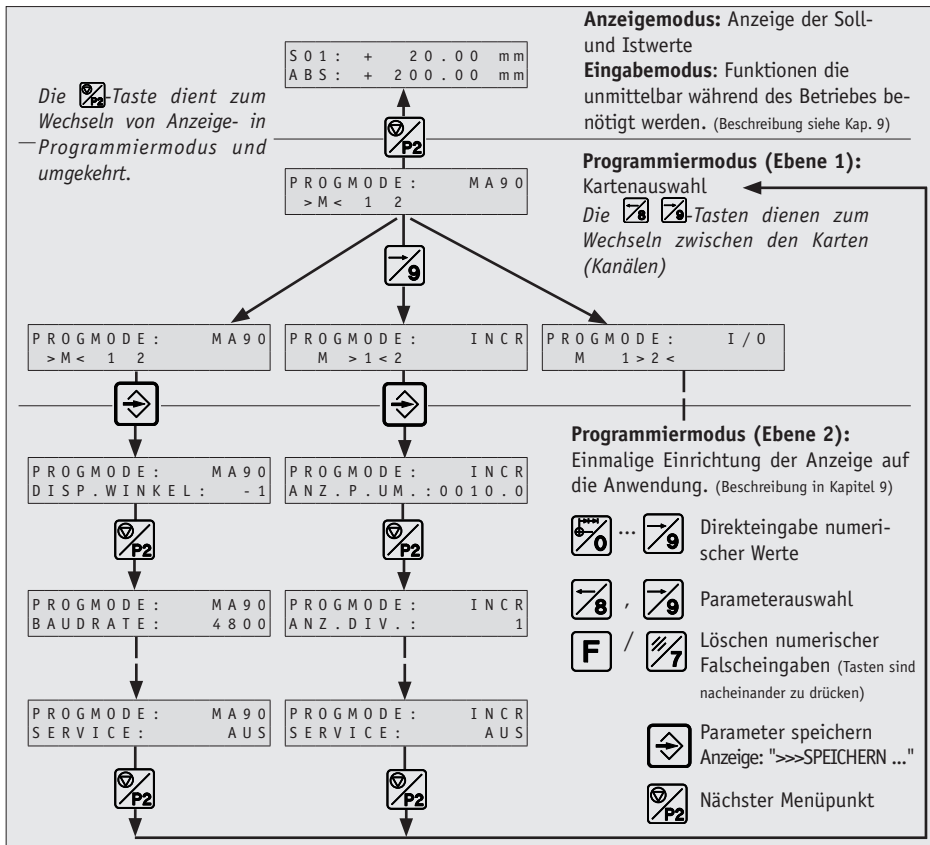 S01: + 20.00 mm
ABS: + 200.00 mm
Anzeigemodus: Anzeige der Soll-
und Istwerte
Eingabemodus: Funktionen die
unmittelbar während des Betriebes be-
nötigt werden. (Beschreibung siehe Kap. 9)
Die P2-Taste dient zum
Wechseln von Anzeige- in
Programmiermodus und
umgekehrt.
P2
PROGMODE: MA90
>M< 1 2
Programmiermodus (Ebene 1):
Kartenauswahl
Die 8 9-Tasten dienen zum
Wechseln zwischen den Karten
(Kanälen)
9
PROGMODE: MA90
>M< 1 2
PROGMODE: INCR
M >1<2
PROGMODE: I/O
M 1>2<
Programmiermodus (Ebene 2):
Einmalige Einrichtung der Anzeige auf
die Anwendung. (Beschreibung in Kapitel 9)
PROGMODE: MA90
DISP.WINKEL: -1
PROGMODE: INCR
ANZ.P.UM.:0010.0
P2
P2
0 ... 9 Direkteingabe numeri-
scher Werte
PROGMODE: MA90
BAUDRATE: 4800
PROGMODE: INCR
ANZ.DIV.: 1
8 , 9 Parameterauswahl
F / 7 Löschen numerischer
Falscheingaben (Tasten sind
nacheinander zu drücken)
PROGMODE: MA90
SERVICE: AUS
PROGMODE: INCR
SERVICE: AUS
Parameter speichern
Anzeige: ">>>SPEICHERN ..."
P2
P2
P2 Nächster Menüpunkt